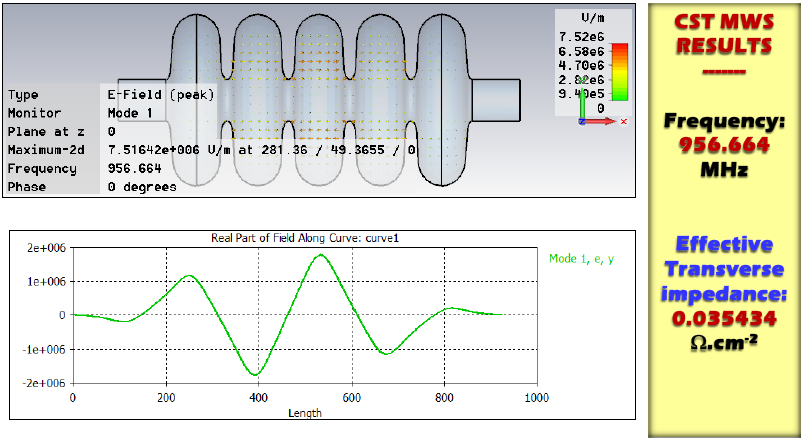 V/m
7.52e6
6.58e6
4.70e6
2.82e6
9.40e5
0
x
Type E-Field (peak)
Monitor Mode 1
Plane at z 0
Maximum-2d 7.51642e+006 V/m at 281.36 / 49.3655 / 0
Frequency 956.664
Phase 0 degrees
Real Part of Field Along Curve: curve1
2e+006
1e+006
0
-1e+006
-2e+006
0 200 400 600 800 1000
Length
Mode 1, e, y
CST MWS
RESULTS
-------
Frequency:
956.664
MHz
Effective
Transverse
impedance:
0.035434
Ω.cm-2